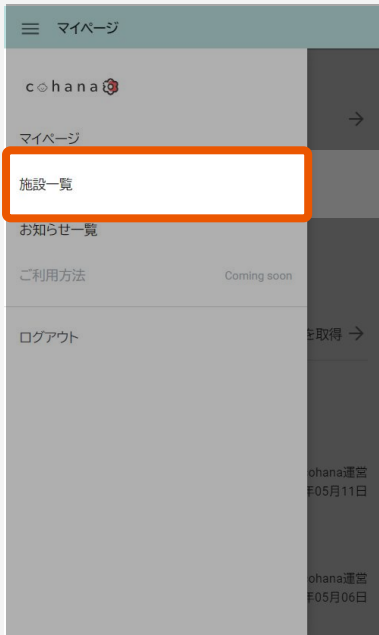 マイページ
cohana
マイページ
施設一覧
お知らせ一覧
ご利用方法 Coming soon
ログアウト
を取得
ohana運営
年05月11日
ohana運営
年05月06日